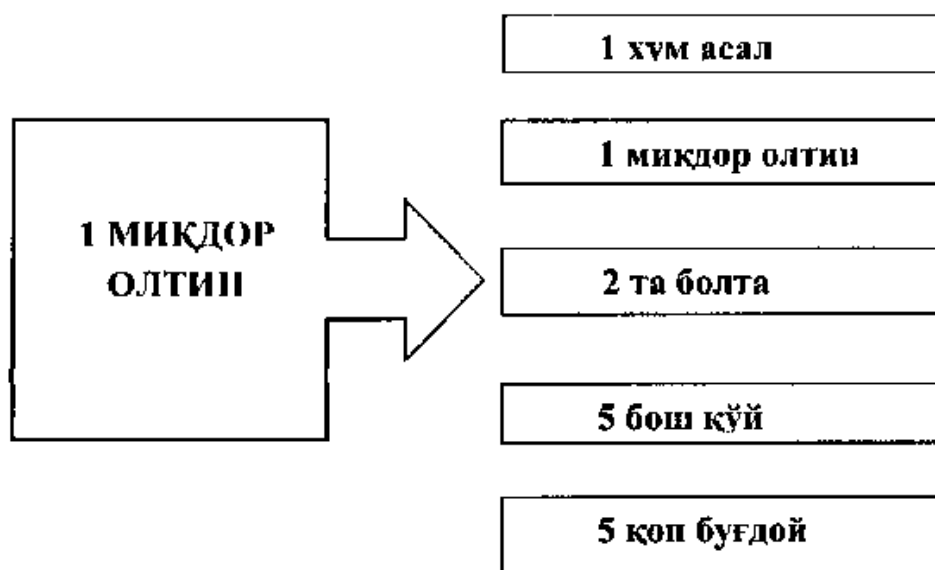 1 хум асал
1 миқдор олтин
1 МИҚДОР
ОЛТИН
2 та болта
5 бош қўй
5 қоп буғдой